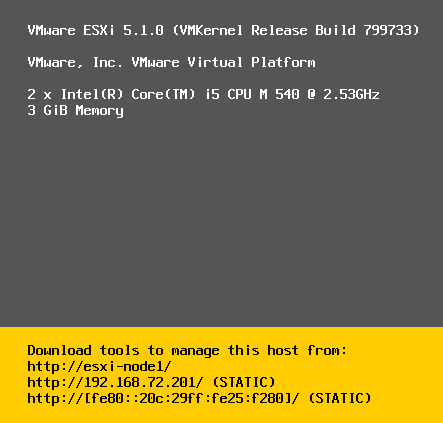 VMware ESXi 5.1.0 (VMKernel Release Build 799733)
VMware, Inc. VMware Virtual Platform
2 x Intel(R) Core(TM) i5 CPU M 540 @ 2.53GHz
3 GiB Memory
Download tools to manage this host from:
http://esxi-node1/
http://192.168.72.201/ (STATIC)
http://[fe80::20c:29ff:fe25:f280]/ (STATIC)